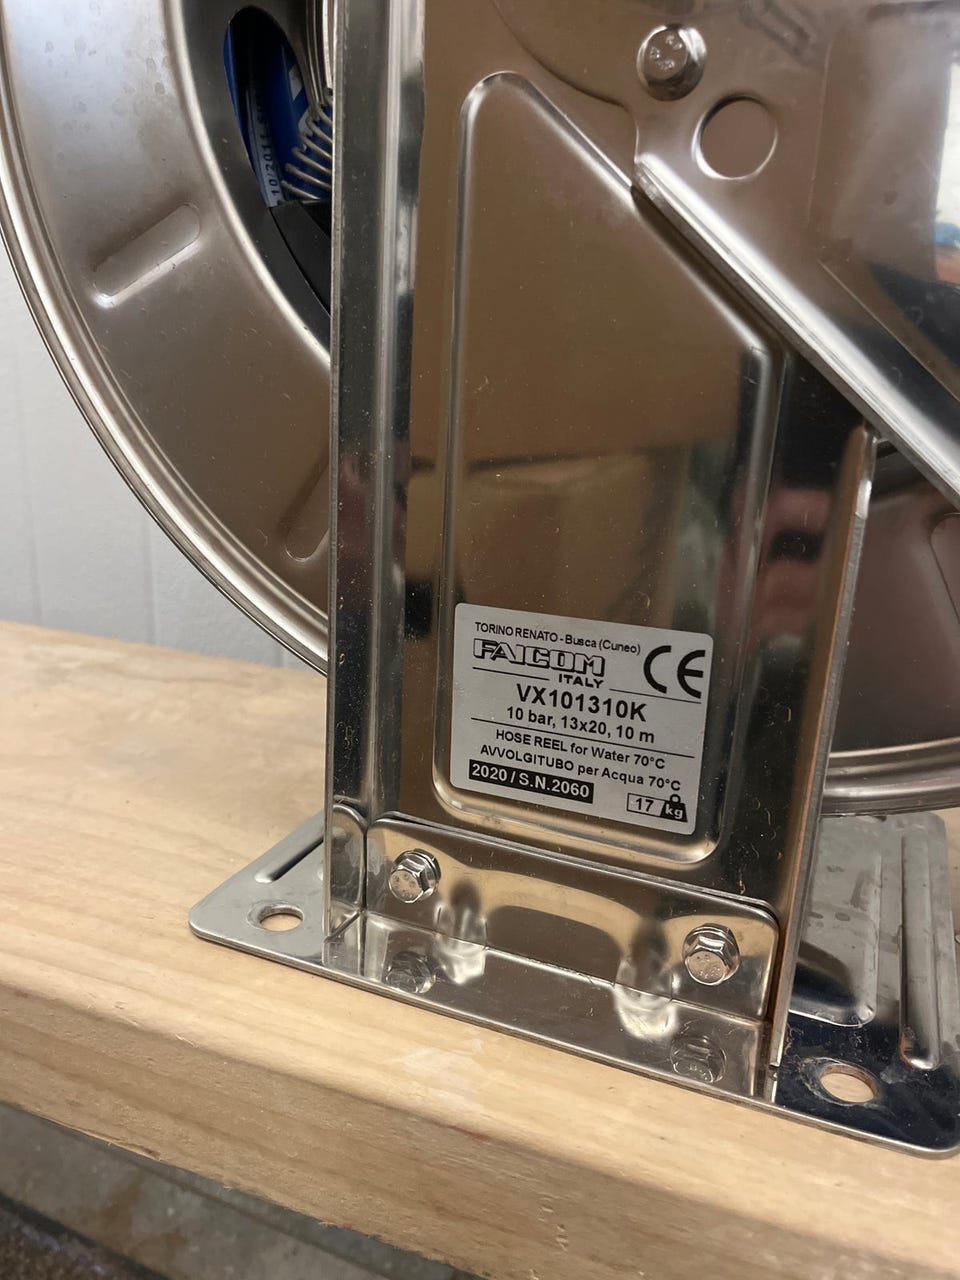 TORINO RENATO - Busca (Cuneo)
FAICOM
ITALY
CE
VX101310K
10 bar, 13x20, 10 m
HOSE REEL for Water 70°C
AVVOLGITUBO per Acqua 70°C
2020 / S.N.2060
17 kg